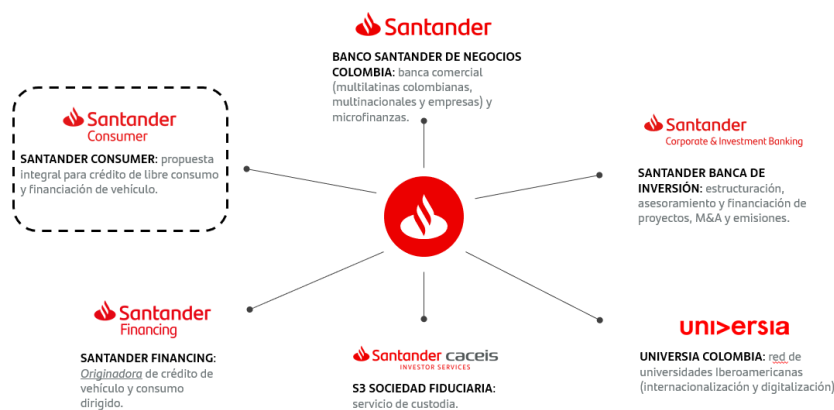 Santander
BANCO SANTANDER DE NEGOCIOS
COLOMBIA: banca comercial
(multilatinas colombianas,
multinacionales y empresas) y
microfinanzas.
Santander
Consumer
SANTANDER CONSUMER: propuesta
integral para crédito de libre consumo
y financiación de vehículo.
Santander
Corporate & Investment Banking
SANTANDER BANCA DE
INVERSIÓN: estructuración,
asesoramiento y financiación de
proyectos, M&A y emisiones.
Santander
Financing
SANTANDER FINANCING:
Originadora de crédito de
vehículo y consumo
dirigido.
Santander caceis
INVESTOR SERVICES
S3 SOCIEDAD FIDUCIARIA:
servicio de custodia.
universia
UNIVERSIA COLOMBIA: red de
universidades Iberoamericanas
(internacionalización y digitalización)